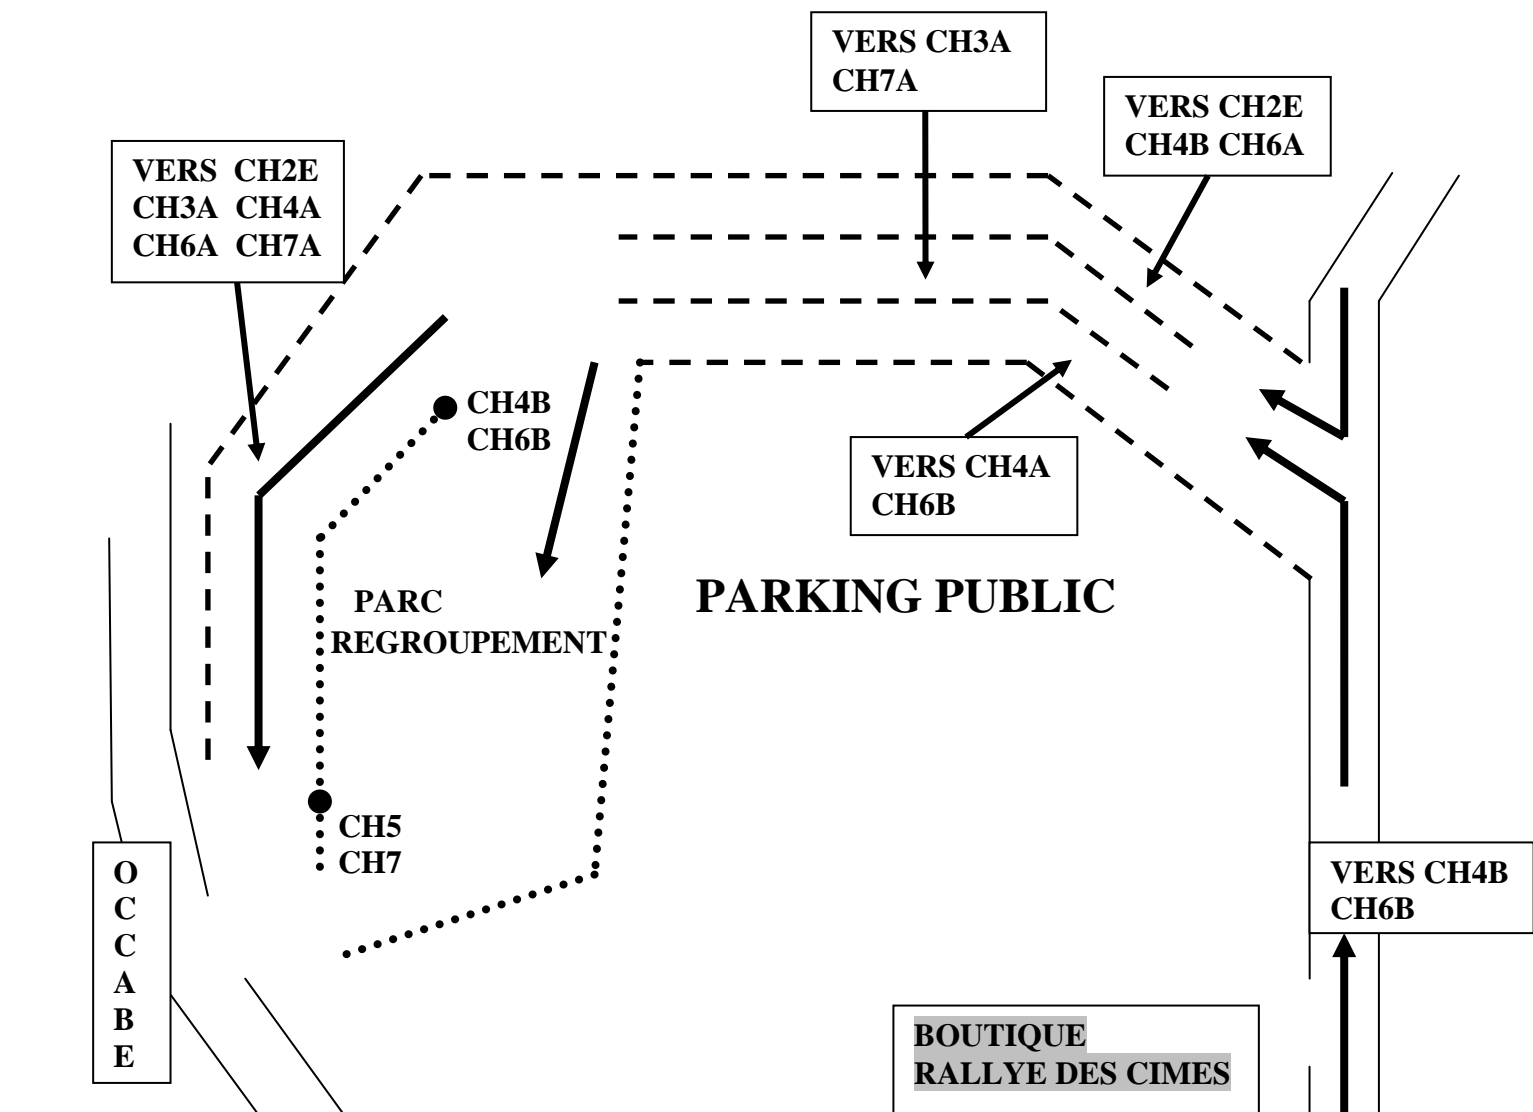 VERS CH3A
CH7A
VERS CH2E
CH4B CH6A
VERS CH2E
CH3A CH4A
CH6A CH7A
CH4B
CH6B
VERS CH4A
CH6B
PARC
REGROUPEMENT
PARKING PUBLIC
CH5
CH7
O
C
C
A
B
E
VERS CH4B
CH6B
BOUTIQUE
RALLYE DES CIMES